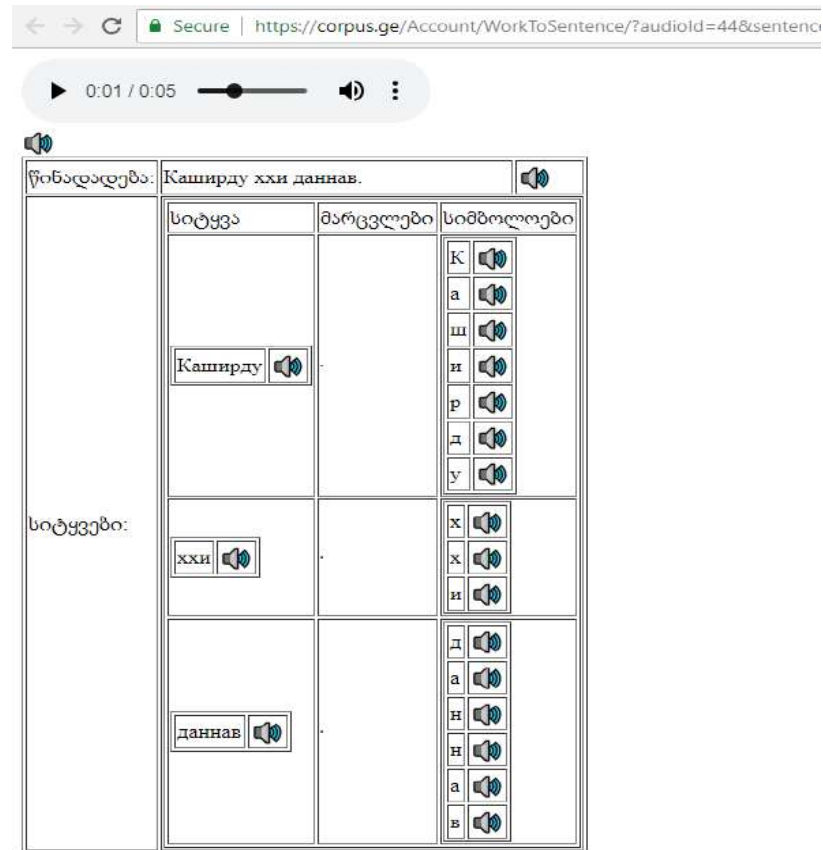 Secure | https://corpus.ge/Account/WorkToSentence/?audioId=44&sentence
0:01 / 0:05
წინადადება: Каширду ххи даннав.
სიტყვა მარცვლები სიმბოლოები
К
а
ш
Каширду . и
р
д
у
სიტყვები:
х
ххи . х
и
д
а
н
даннав . н
а
в